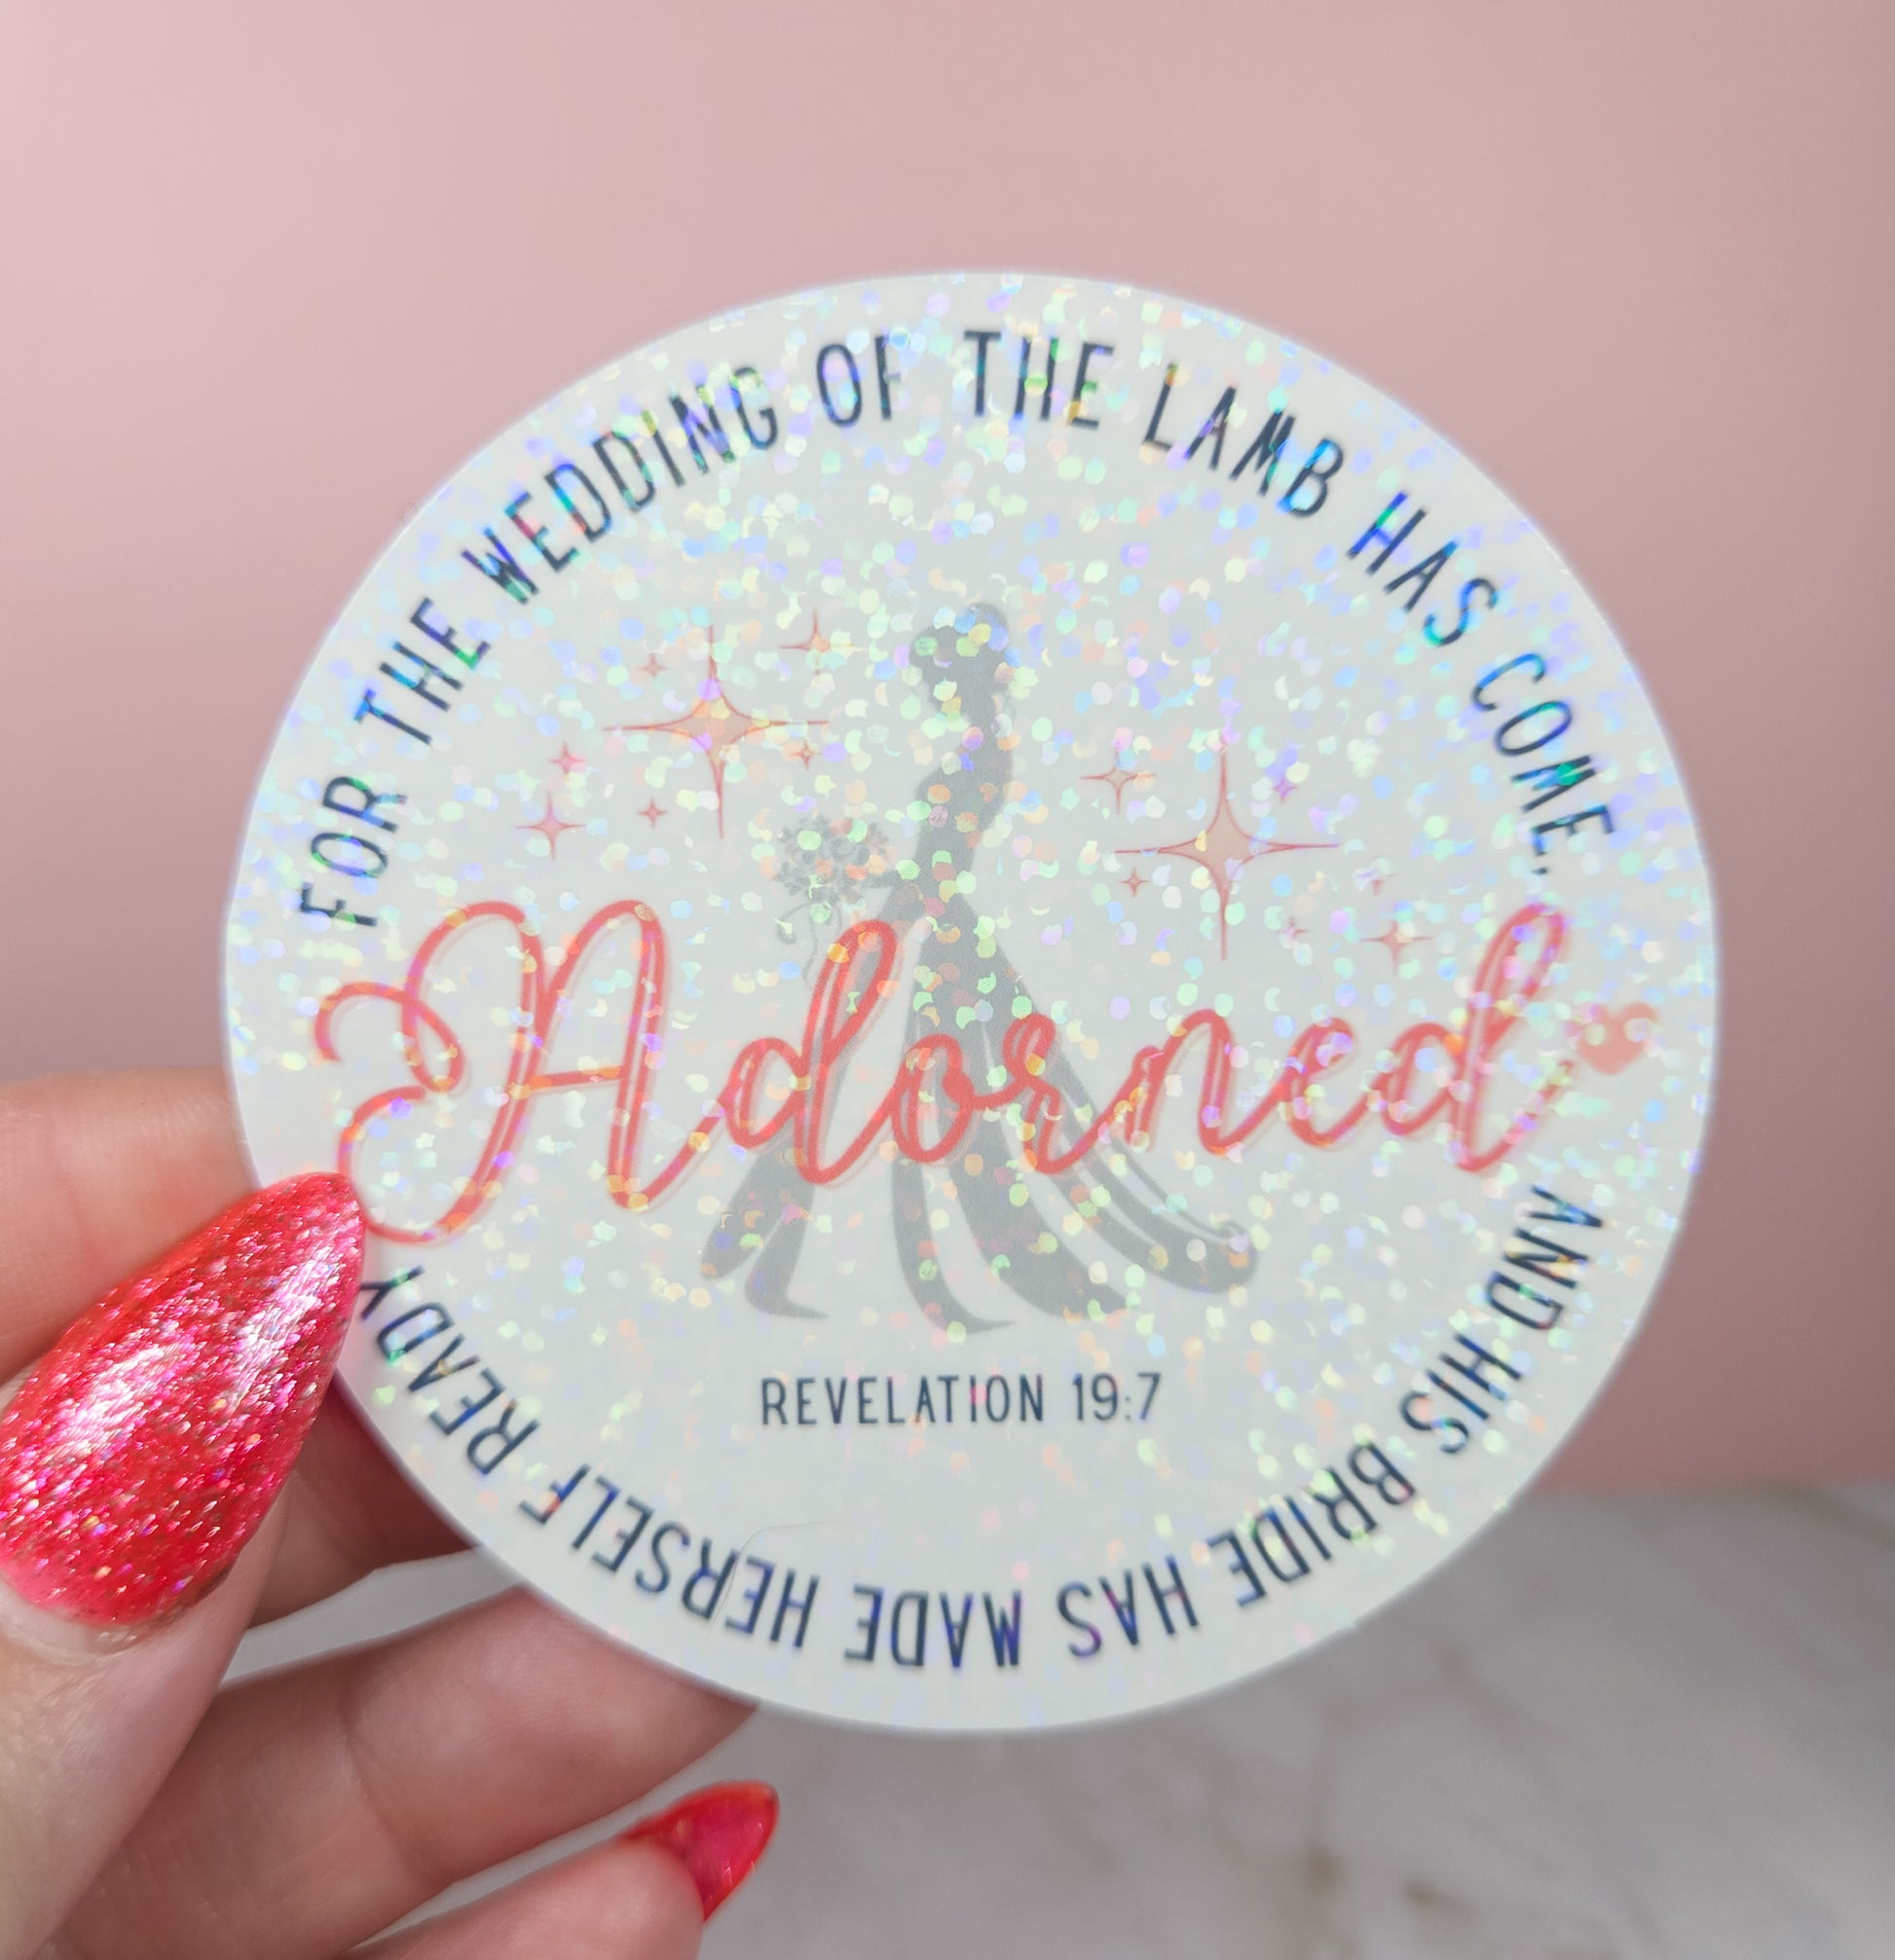 FOR THE WEDDING OF THE LAMB HAS COME,
Adorned
REVELATION 19:7
AND HIS BRIDE HAS MADE HERSELF READY